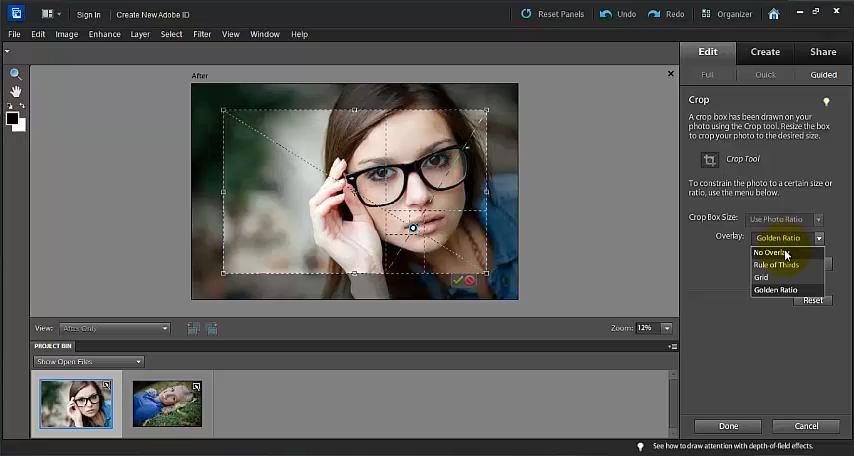 Sign In
Create New Adobe ID
Reset Panels
Undo
Redo
Organizer
File Edit Image Enhance Layer Select Filter View Window Help
Edit
Create
Share
Full
Quick
Guided
After
Crop
A crop box has been drawn on your
photo using the Crop tool. Resize the box
to crop your photo to the desired size.
Crop Tool
To constrain the photo to a certain size or
ratio, use the menu below.
Crop Box Size: Use Photo Ratio
Overlay: Golden Ratio
No Overlay
Rule of Thirds
Grid
Golden Ratio
Reset
View: After Only
Zoom: 12%
PROJECT BIN
Show Open Files
Done
Cancel
See how to draw attention with depth-of-field effects.